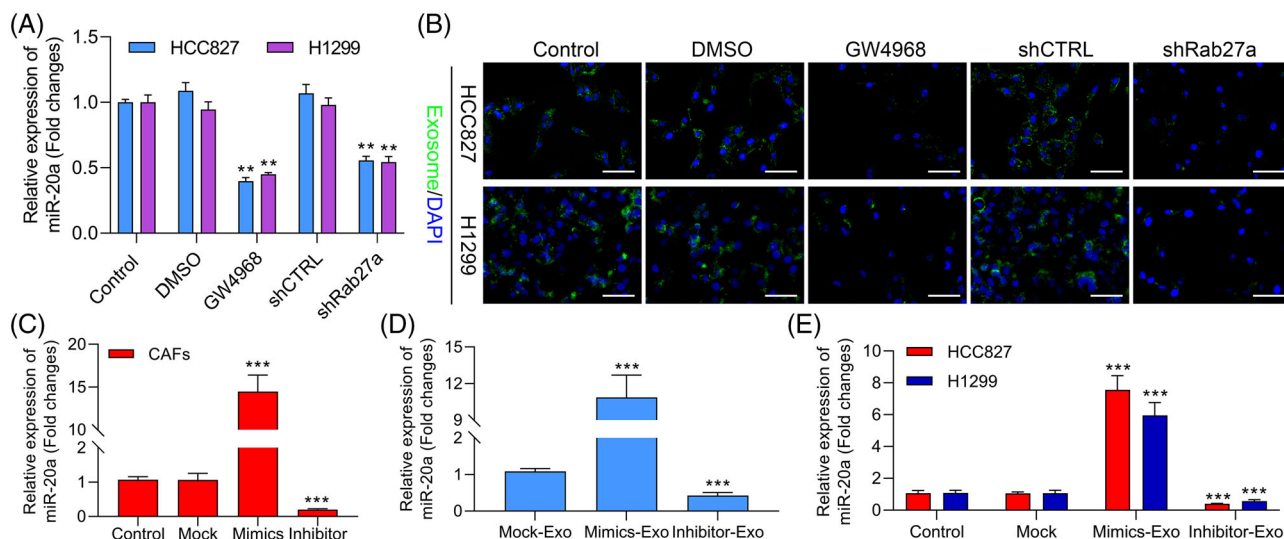 (A)
HCC827 H1299
Relative expression of
miR-20a (Fold changes)
1.5
1.0
0.5
0.0
** ** ** **
Control DMSO GW4968 shCTRL shRab27a
(B)
Control DMSO GW4968 shCTRL shRab27a
Exosome/DAPI
HCC827
H1299
(C)
CAFs
Relative expression of
miR-20a (Fold changes)
20
15
10
2
1
0
*** ***
Control Mock Mimics Inhibitor
(D)
Relative expression of
miR-20a (Fold changes)
15
12
9
2
1
0
*** ***
Mock-Exo Mimics-Exo Inhibitor-Exo
(E)
HCC827
H1299
Relative expression of
miR-20a (Fold changes)
10
8
6
4
2
0
*** *** *** ***
Control Mock Mimics-Exo Inhibitor-Exo